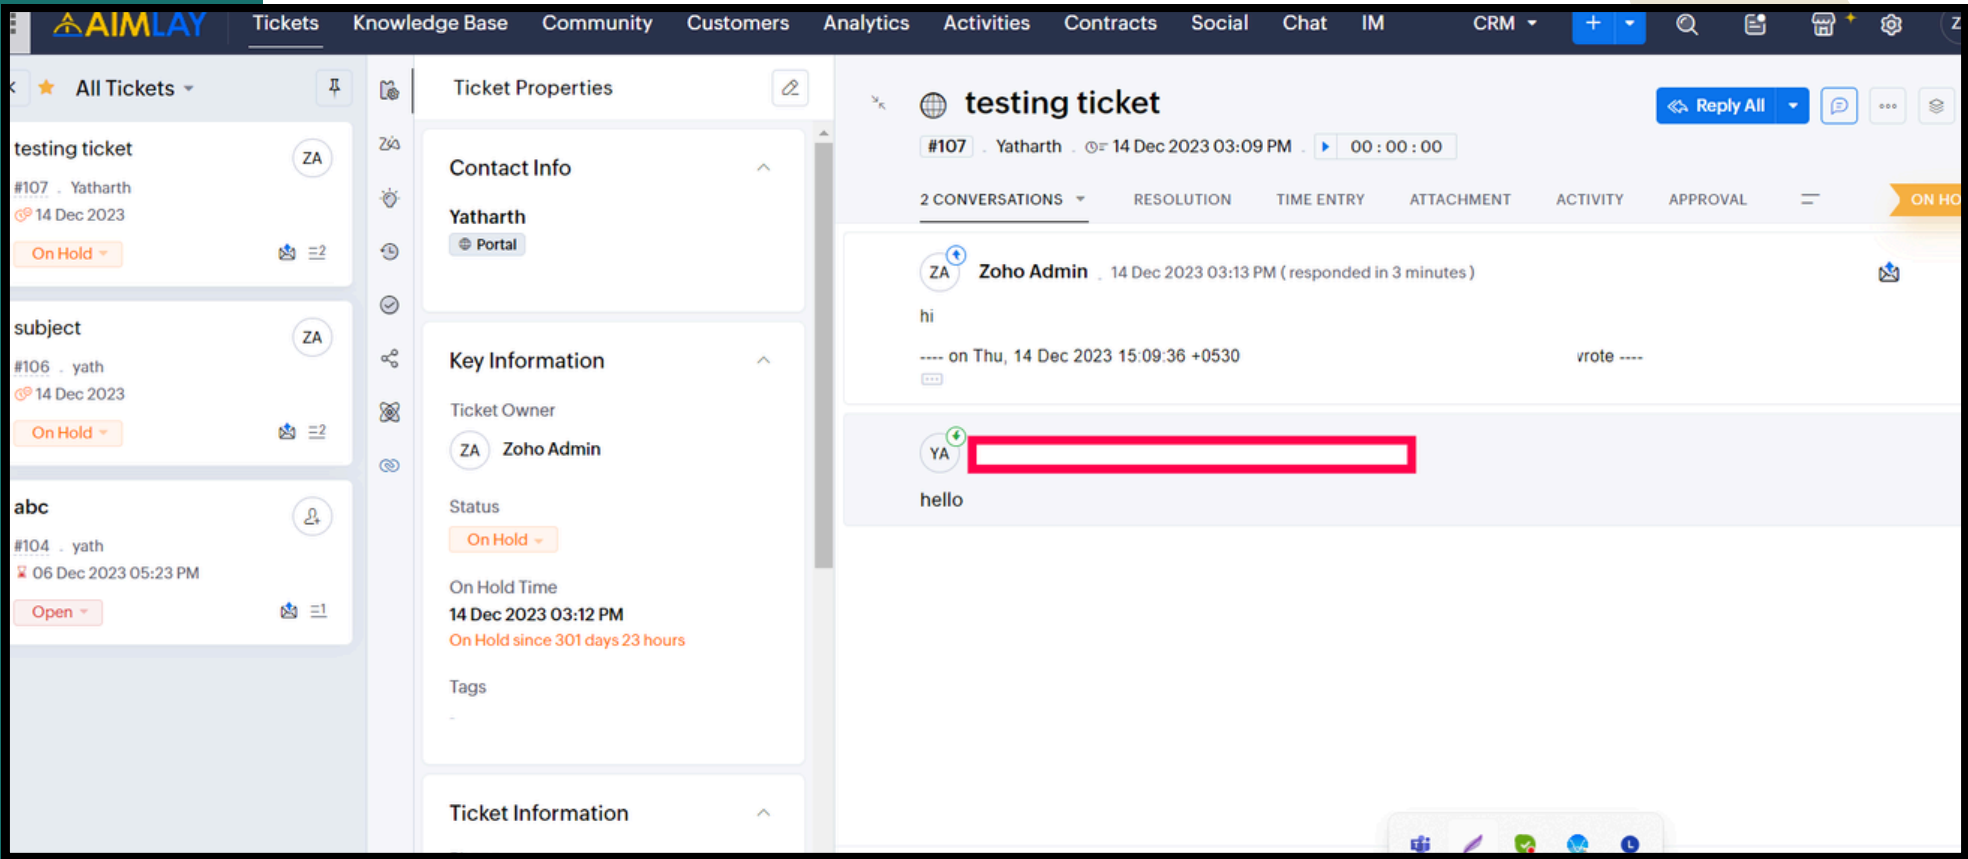 AIMLAY Tickets Knowledge Base Community Customers Analytics Activities Contracts Social Chat IM CRM
All Tickets
testing ticket
ZA
#107 . Yatharth
14 Dec 2023
On Hold
2
subject
ZA
#106 . yath
14 Dec 2023
On Hold
2
abc
#104 . yath
06 Dec 2023 05:23 PM
Open
1
Ticket Properties
Contact Info
Yatharth
Portal
Key Information
Ticket Owner
ZA Zoho Admin
Status
On Hold
On Hold Time
14 Dec 2023 03:12 PM
On Hold since 301 days 23 hours
Tags
-
Ticket Information
testing ticket
Reply All
#107 . Yatharth . 14 Dec 2023 03:09 PM . 00 : 00 : 00
2 CONVERSATIONS RESOLUTION TIME ENTRY ATTACHMENT ACTIVITY APPROVAL ON HO
ZA Zoho Admin . 14 Dec 2023 03:13 PM ( responded in 3 minutes )
hi
---- on Thu, 14 Dec 2023 15:09:36 +0530 wrote ----
YA
hello